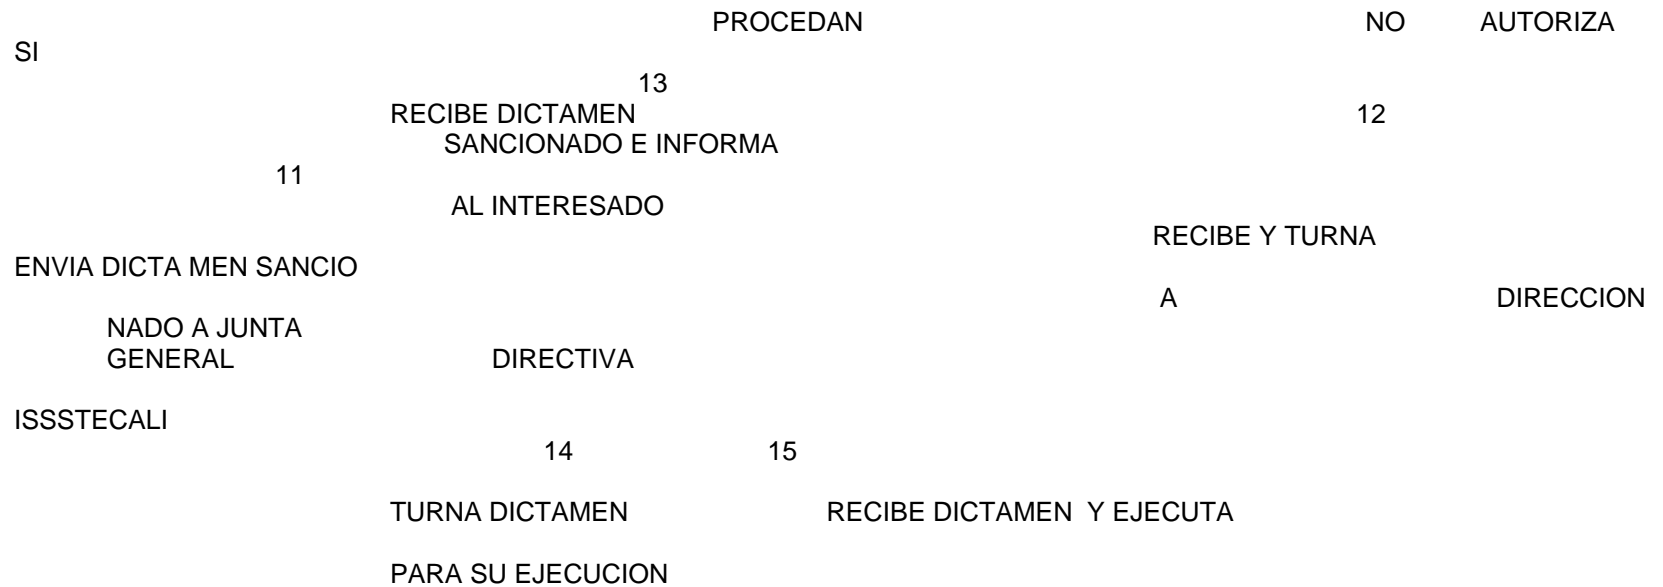 PROCEDAN NO AUTORIZA
SI
13
RECIBE DICTAMEN 12
SANCIONADO E INFORMA
11
AL INTERESADO
RECIBE Y TURNA
ENVIA DICTA MEN SANCIO
A DIRECCION
NADO A JUNTA
GENERAL DIRECTIVA
ISSSTECALI
14 15
TURNA DICTAMEN RECIBE DICTAMEN Y EJECUTA
PARA SU EJECUCION